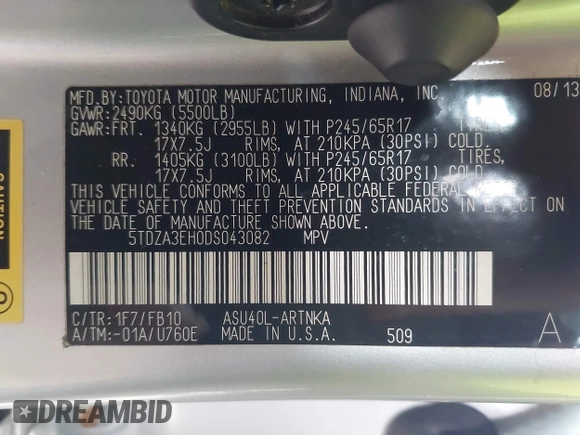 MFD.BY:TOYOTA MOTOR MANUFACTURING, INDIANA, INC. 08/13
GVWR:2490KG (5500LB)
GAWR:FRT. 1340KG (2955LB) WITH P245/65R17
17X7.5J RIMS, AT 210KPA (30PSI) COLD.
RR. 1405KG (3100LB) WITH P245/65R17 TIRES,
17X7.5J RIMS, AT 210KPA (30PSI) COLD.
THIS VEHICLE CONFORMS TO ALL APPLICABLE FEDERAL MOTOR
VEHICLE SAFETY AND THEFT PREVENTION STANDARDS IN EFFECT ON
THE DATE OF MANUFACTURE SHOWN ABOVE.
5TDZA3EH0DS043082 MPV
C/TR:1F7/FB10 ASU40L-ARTNKA
A/TM:-01A/U760E MADE IN U.S.A. 509 A
CAUTION
DREAMBID